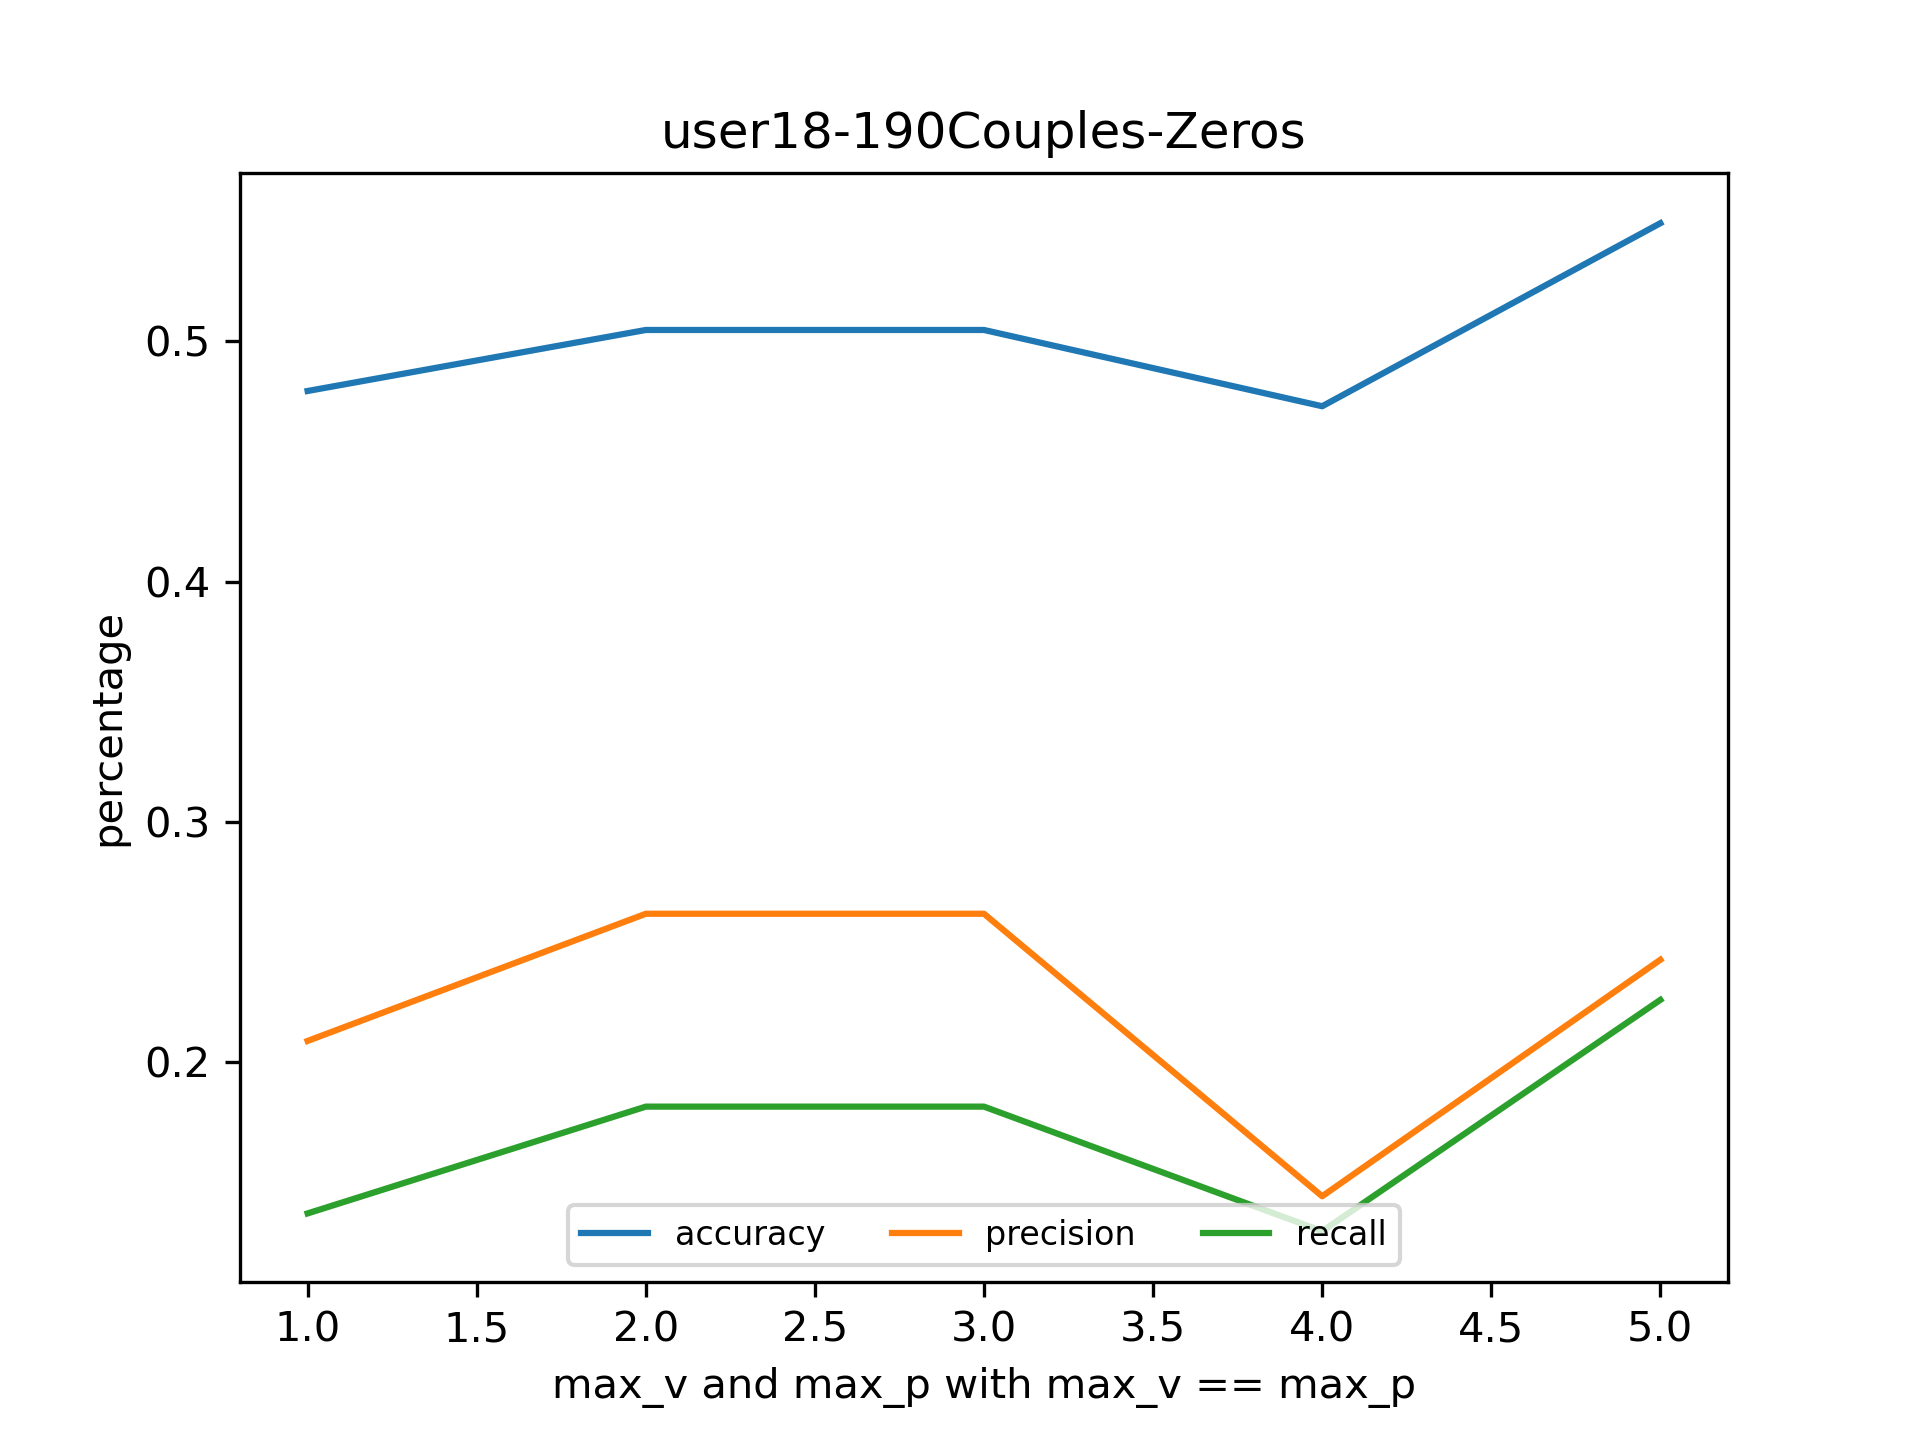 user18-190Couples-Zeros
percentage
0.5
0.4
0.3
0.2
accuracy precision recall
1.0 1.5 2.0 2.5 3.0 3.5 4.0 4.5 5.0
max_v and max_p with max_v == max_p